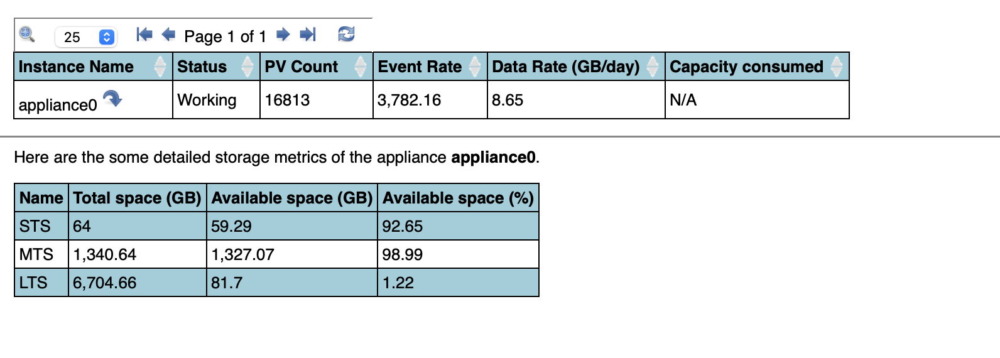 25 Page 1 of 1
Instance Name Status PV Count Event Rate Data Rate (GB/day) Capacity consumed
appliance0 Working 16813 3,782.16 8.65 N/A
Here are the some detailed storage metrics of the appliance appliance0.
Name Total space (GB) Available space (GB) Available space (%)
STS 64 59.29 92.65
MTS 1,340.64 1,327.07 98.99
LTS 6,704.66 81.7 1.22